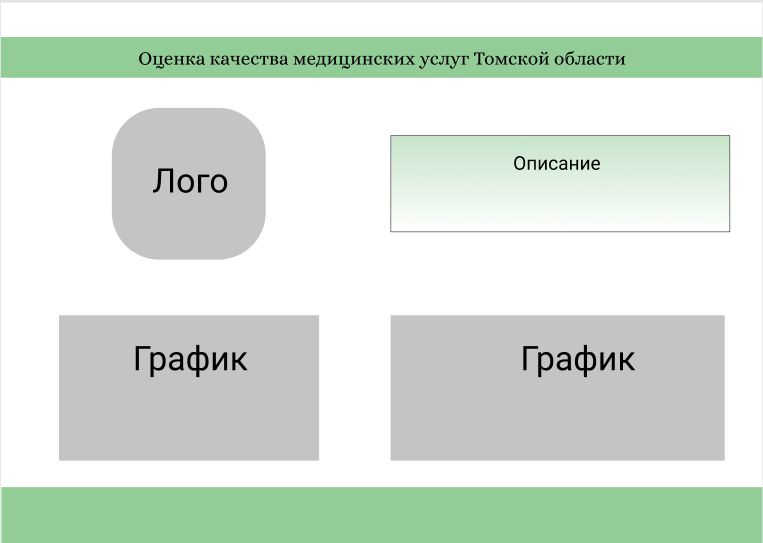 Оценка качества медицинских услуг Томской области
Лого
Описание
График
График